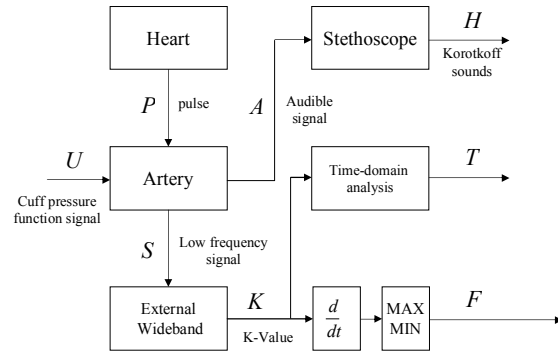 Heart
Stethoscope
H
Korotkoff
sounds
P
pulse
A
Audible
signal
U
Cuff pressure
function signal
Artery
Time-domain
analysis
T
S
Low frequency
signal
External
Wideband
K
K-Value
d
dt
MAX
MIN
F